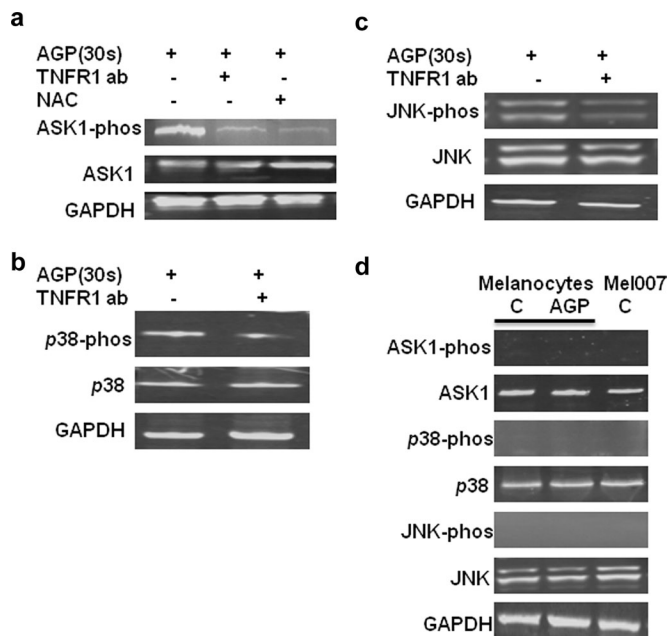 a
AGP(30s) + + +
TNFR1 ab - + -
NAC - - +
ASK1-phos
ASK1
GAPDH
b
AGP(30s) + +
TNFR1 ab - +
p38-phos
p38
GAPDH
c
AGP(30s) + +
TNFR1 ab - +
JNK-phos
JNK
GAPDH
d
Melanocytes Mel007
C AGP C
ASK1-phos
ASK1
p38-phos
p38
JNK-phos
JNK
GAPDH